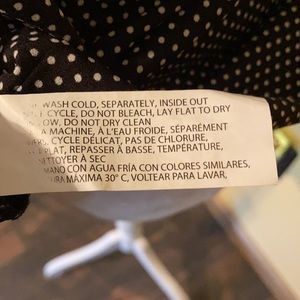 WASH COLD, SEPARATELY, INSIDE OUT
CYCLE, DO NOT BLEACH, LAY FLAT TO DRY
LOW. DO NOT DRY CLEAN
MACHINE, À L'EAU FROIDE, SÉPARÉMENT
CYCLE DÉLICAT, PAS DE CHLORURE,
PLAT, REPASSER À BASSE, TEMPÉRATURE,
NETTOYER À SEC
MANO CON AGUA FRÍA CON COLORES SIMILARES,
MÁXIMA 30° C, VOLTEAR PARA LAVAR,